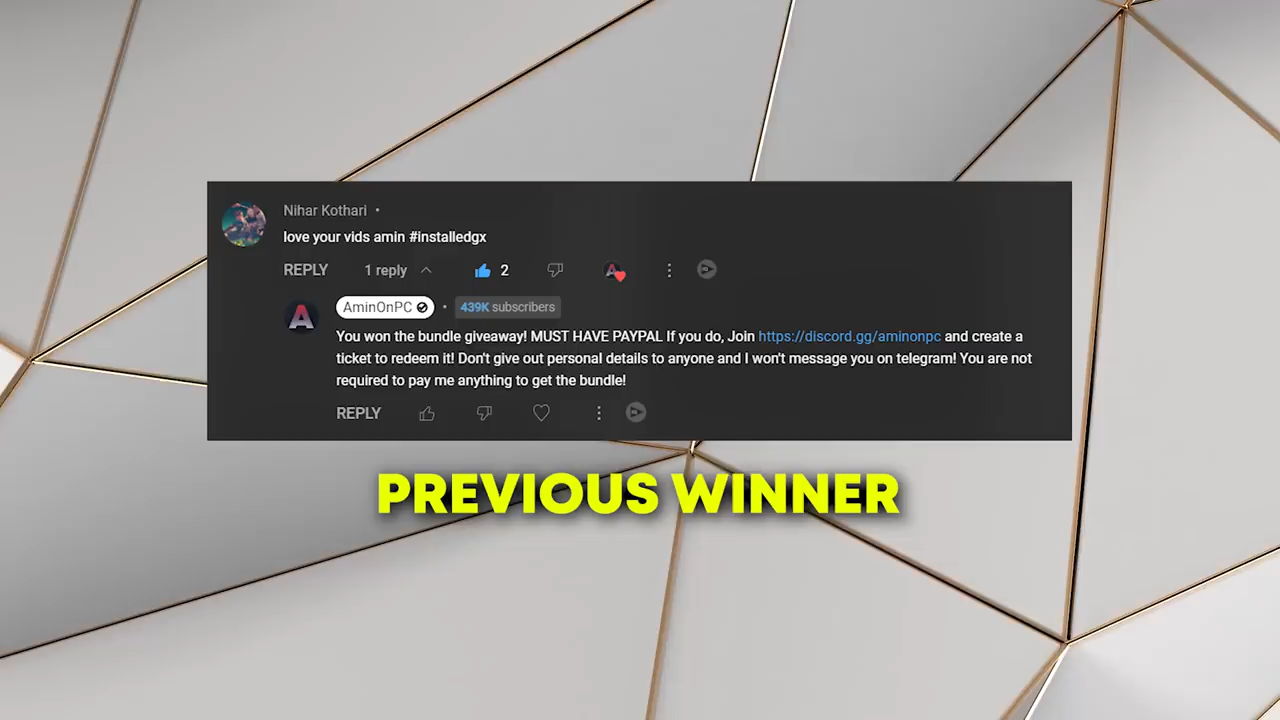 Nihar Kothari •
love your vids amin #installedgx
REPLY 1 reply 2
AminOnPC • 439K subscribers
You won the bundle giveaway! MUST HAVE PAYPAL If you do, Join https://discord.gg/aminonpc and create a
ticket to redeem it! Don't give out personal details to anyone and I won't message you on telegram! You are not
required to pay me anything to get the bundle!
REPLY
PREVIOUS WINNER